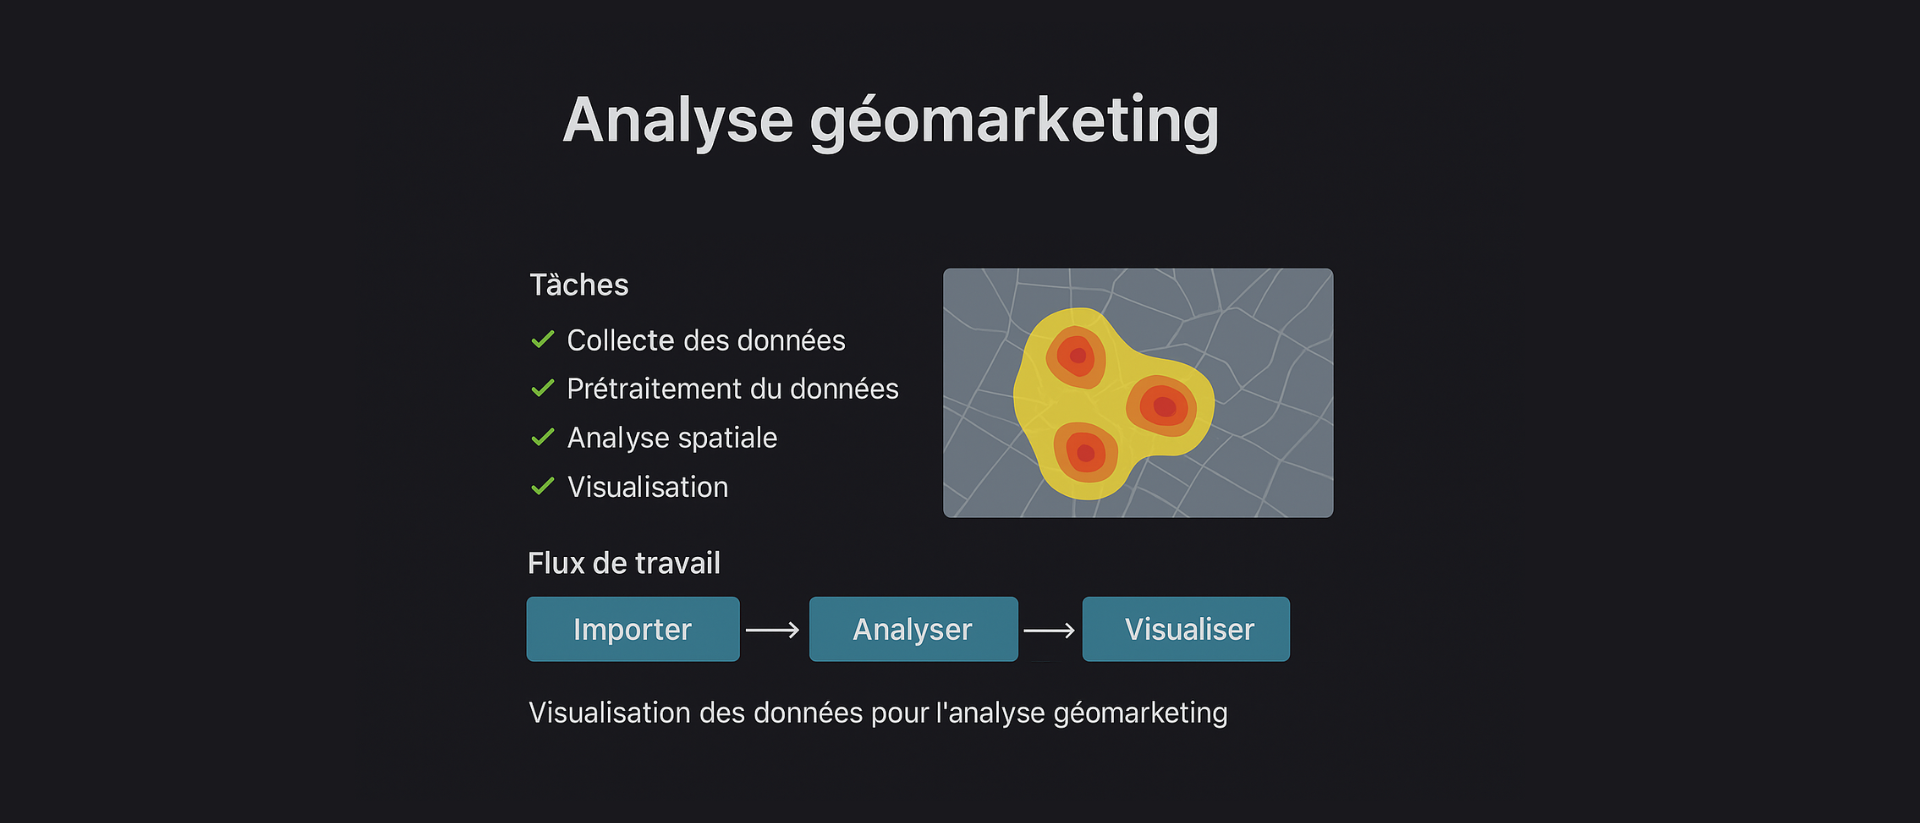 Analyse géomarketing
Tâches
Collecte des données
Prétraitement du données
Analyse spatiale
Visualisation
Flux de travail
Importer → Analyser → Visualiser
Visualisation des données pour l'analyse géomarketing